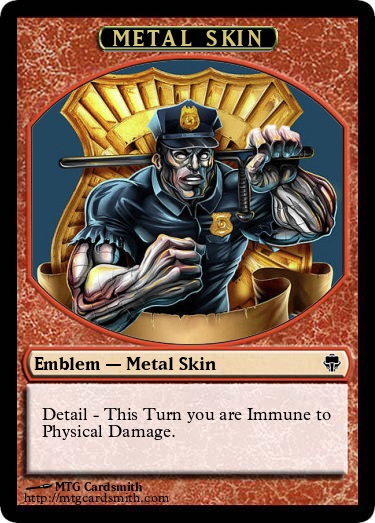 METAL SKIN
Emblem — Metal Skin
Detail - This Turn you are Immune to
Physical Damage.
MTG Cardsmith
http://mtgcardsmith.com